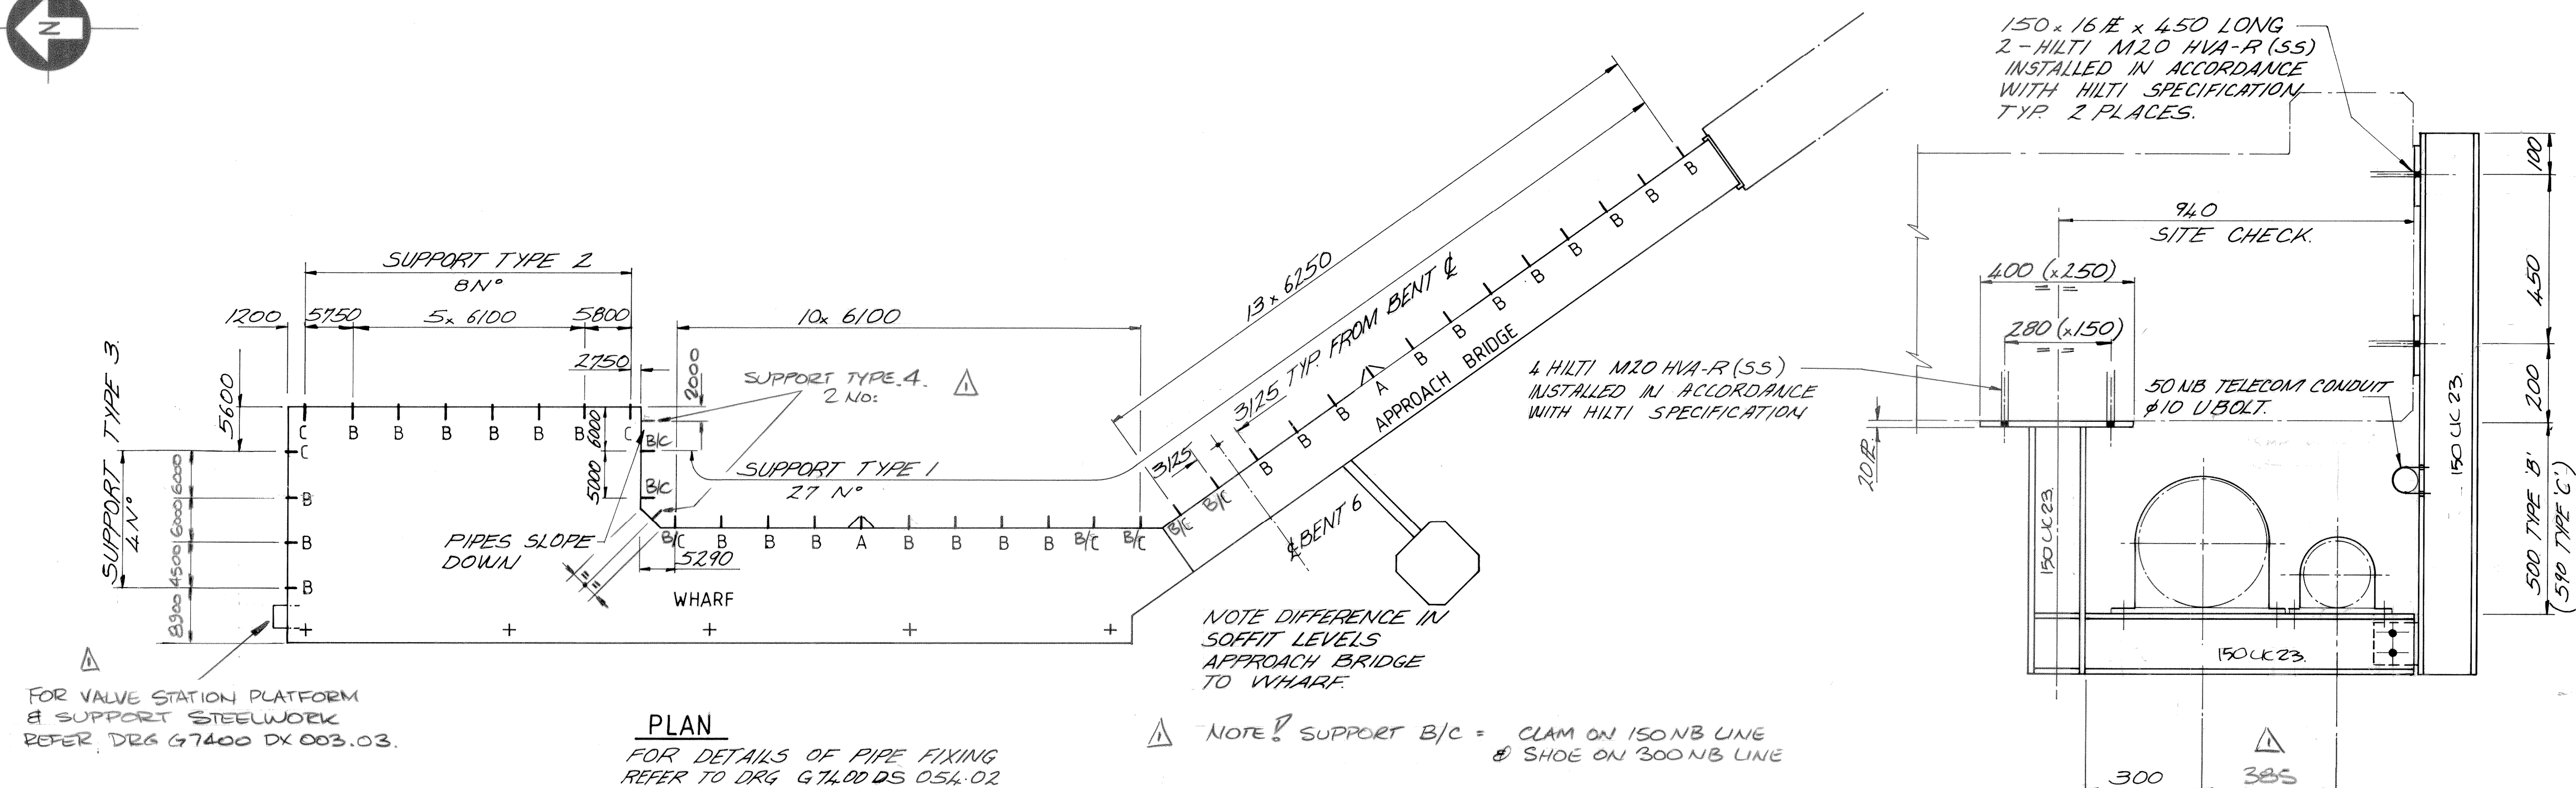 N
SUPPORT TYPE 2
8 N°
1200
5750
5x 6100
5800
2750
10x 6100
2000
SUPPORT TYPE 3.
4 N°
5600
6000
6000
4500
8900
C
B
B
B
B
B
B
C
C
B
B
B
6000
5000
B/C
B/C
SUPPORT TYPE.4.
2 NO:
1
SUPPORT TYPE 1
27 N°
PIPES SLOPE
DOWN
=
=
B/C
B
B
B
A
B
B
B
B
B/C
B/C
5290
WHARF
13 x 6250
3125 TYP. FROM BENT ℄
3125
B/C
B/C
B
B
B
A
B
B
B
B
B
B
B
B
APPROACH BRIDGE
℄ BENT 6
NOTE DIFFERENCE IN
SOFFIT LEVELS
APPROACH BRIDGE
TO WHARF.
1
FOR VALVE STATION PLATFORM
& SUPPORT STEELWORK
REFER. DRG G7400 DX 003.03.
PLAN
FOR DETAILS OF PIPE FIXING
REFER TO DRG G7400 DS 054.02
1 NOTE! SUPPORT B/C = CLAM ON 150 NB LINE
& SHOE ON 300 NB LINE
150 x 16 ℄ x 450 LONG
2 - HILTI M20 HVA-R (SS)
INSTALLED IN ACCORDANCE
WITH HILTI SPECIFICATION
TYP. 2 PLACES.
940
SITE CHECK.
400 (x250)
= =
280 (x150)
= =
4 HILTI M20 HVA-R (SS)
INSTALLED IN ACCORDANCE
WITH HILTI SPECIFICATION
50 NB TELECOM CONDUIT
φ10 U BOLT.
20 PL.
150 UC 23.
150 UC 23.
150 UC 23.
100
450
200
500 TYPE 'B'
(590 TYPE 'C')
1
300
385